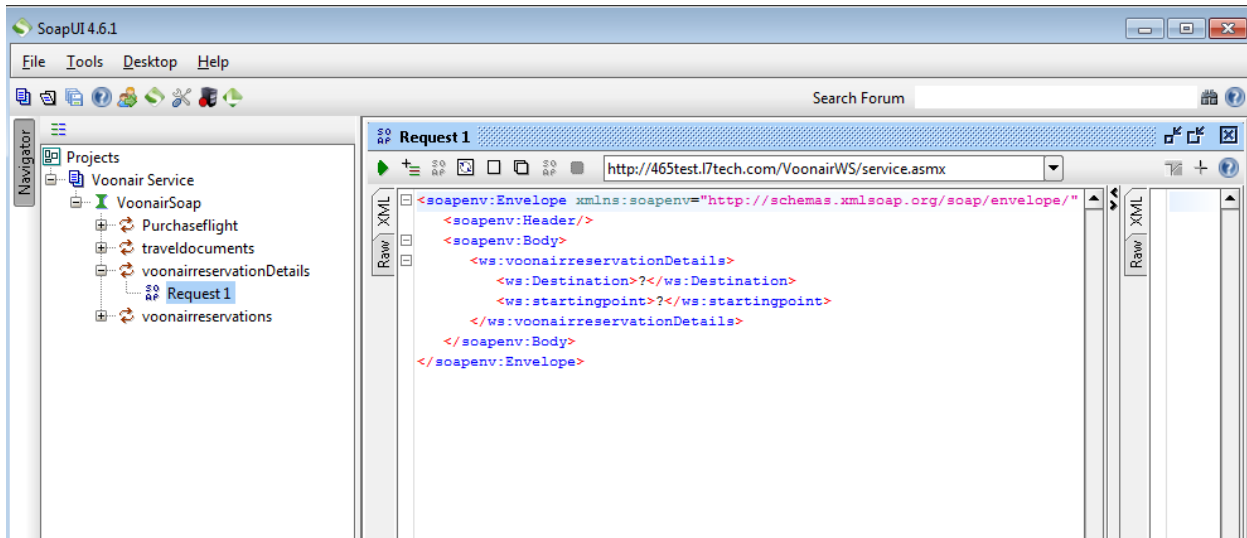 SoapUI 4.6.1
File Tools Desktop Help
Search Forum
Navigator
Projects
Voonair Service
VoonairSoap
Purchaseflight
traveldocuments
voonairreservationDetails
Request 1
voonairreservations
Request 1
http://465test.l7tech.com/VoonairWS/service.asmx
XML
Raw
<soapenv:Envelope xmlns:soapenv="http://schemas.xmlsoap.org/soap/envelope/"
<soapenv:Header/>
<soapenv:Body>
<ws:voonairreservationDetails>
<ws:Destination>?</ws:Destination>
<ws:startingpoint>?</ws:startingpoint>
</ws:voonairreservationDetails>
</soapenv:Body>
</soapenv:Envelope>
XML
Raw